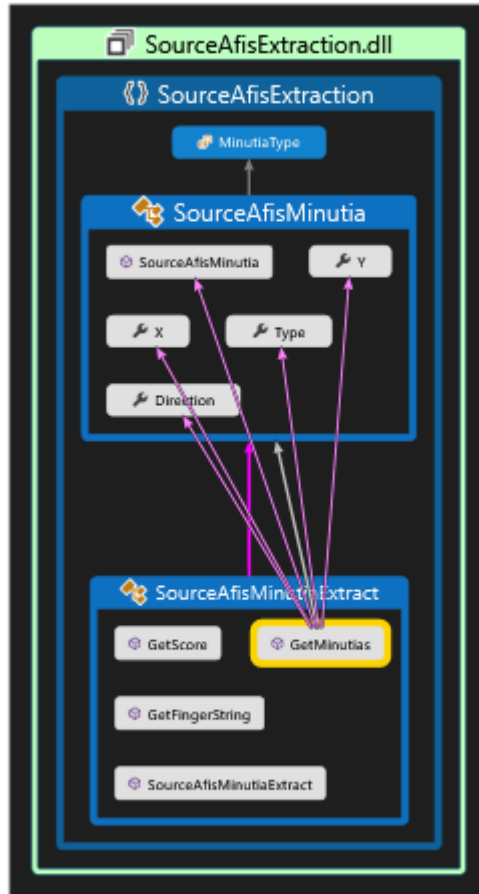 SourceAfisExtraction.dll
SourceAfisExtraction
MinutiaType
SourceAfisMinutia
SourceAfisMinutia
Y
X
Type
Direction
SourceAfisMinutiaExtract
GetScore
GetMinutias
GetFingerString
SourceAfisMinutiaExtract